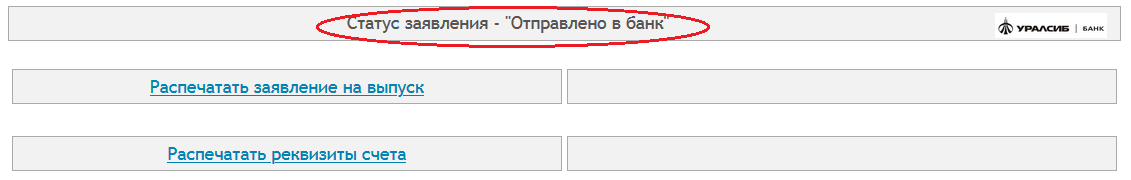 Статус заявления - "Отправлено в банк"
УРАЛСИБ | БАНК
Распечатать заявление на выпуск
Распечатать реквизиты счета